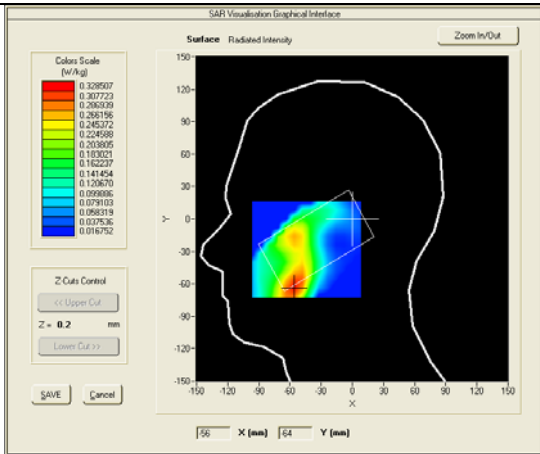 SAR Visualisation Graphical Interface
Surface Radiated Intensity
Zoom In/Out
Colors Scale
(W/kg)
0.328507
0.307723
0.286939
0.266156
0.245372
0.224588
0.203805
0.183021
0.162237
0.141454
0.120670
0.099886
0.079103
0.058319
0.037536
0.016752
Z-Cuts Control
<< Upper Cut
Z = 0.2 mm
Lower Cut >>
SAVE Cancel
150
120
90
60
30
0
-30
-60
-90
-120
-150
Y
-150 -120 -90 -60 -30 0 30 60 90 120 150
X
-56 X (mm) -64 Y (mm)